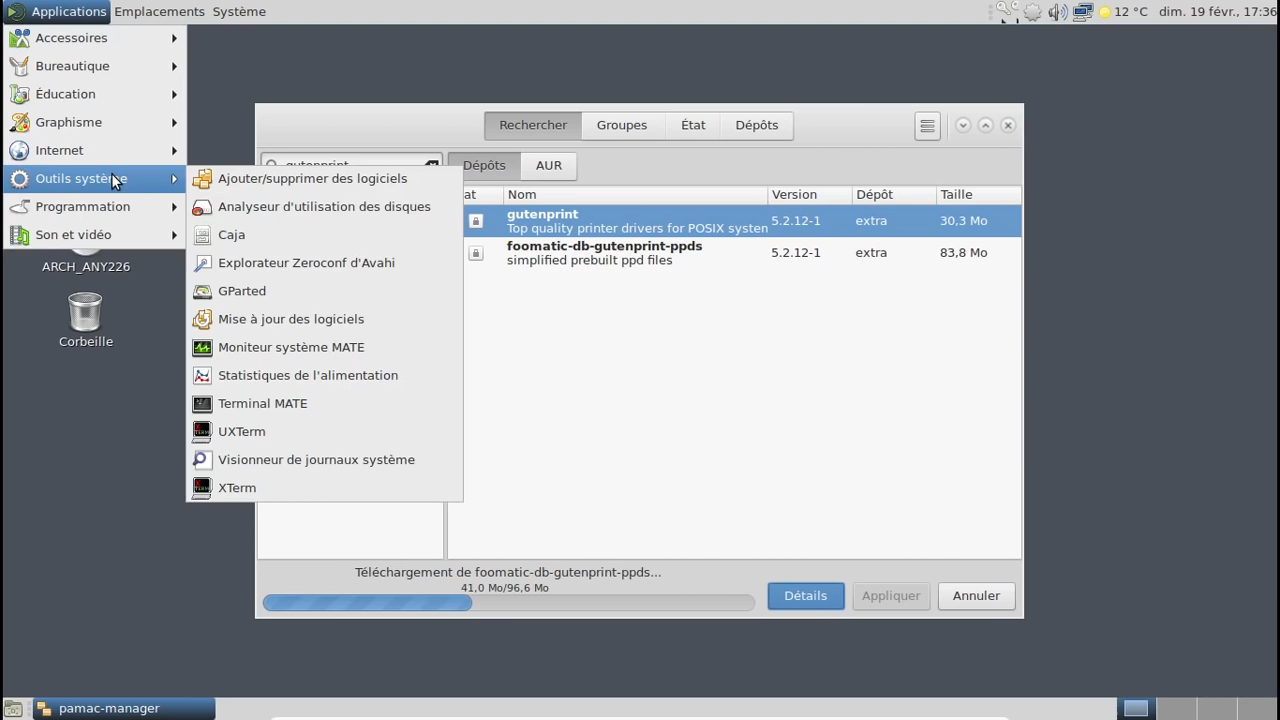 Applications Emplacements Système
12 °C dim. 19 févr., 17:36
Accessoires
Bureautique
Éducation
Graphisme
Internet
Outils système
Programmation
Son et vidéo
Ajouter/supprimer des logiciels
Analyseur d'utilisation des disques
Caja
Explorateur Zeroconf d'Avahi
GParted
Mise à jour des logiciels
Moniteur système MATE
Statistiques de l'alimentation
Terminal MATE
UXTerm
Visionneur de journaux système
XTerm
ARCH_ANY226
Corbeille
Rechercher Groupes État Dépôts
gutenprint
Dépôts AUR
at Nom Version Dépôt Taille
gutenprint 5.2.12-1 extra 30,3 Mo
Top quality printer drivers for POSIX systen
foomatic-db-gutenprint-ppds 5.2.12-1 extra 83,8 Mo
simplified prebuilt ppd files
Téléchargement de foomatic-db-gutenprint-ppds...
41,0 Mo/96,6 Mo
Détails Appliquer Annuler
pamac-manager